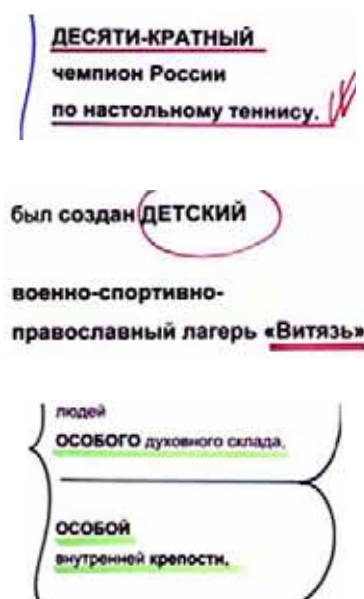 ДЕСЯТИ-КРАТНЫЙ
чемпион России
по настольному теннису.
был создан ДЕТСКИЙ
военно-спортивно-
православный лагерь «Витязь»
людей
ОСОБОГО духовного склада,
ОСОБОЙ
внутренней крепости,